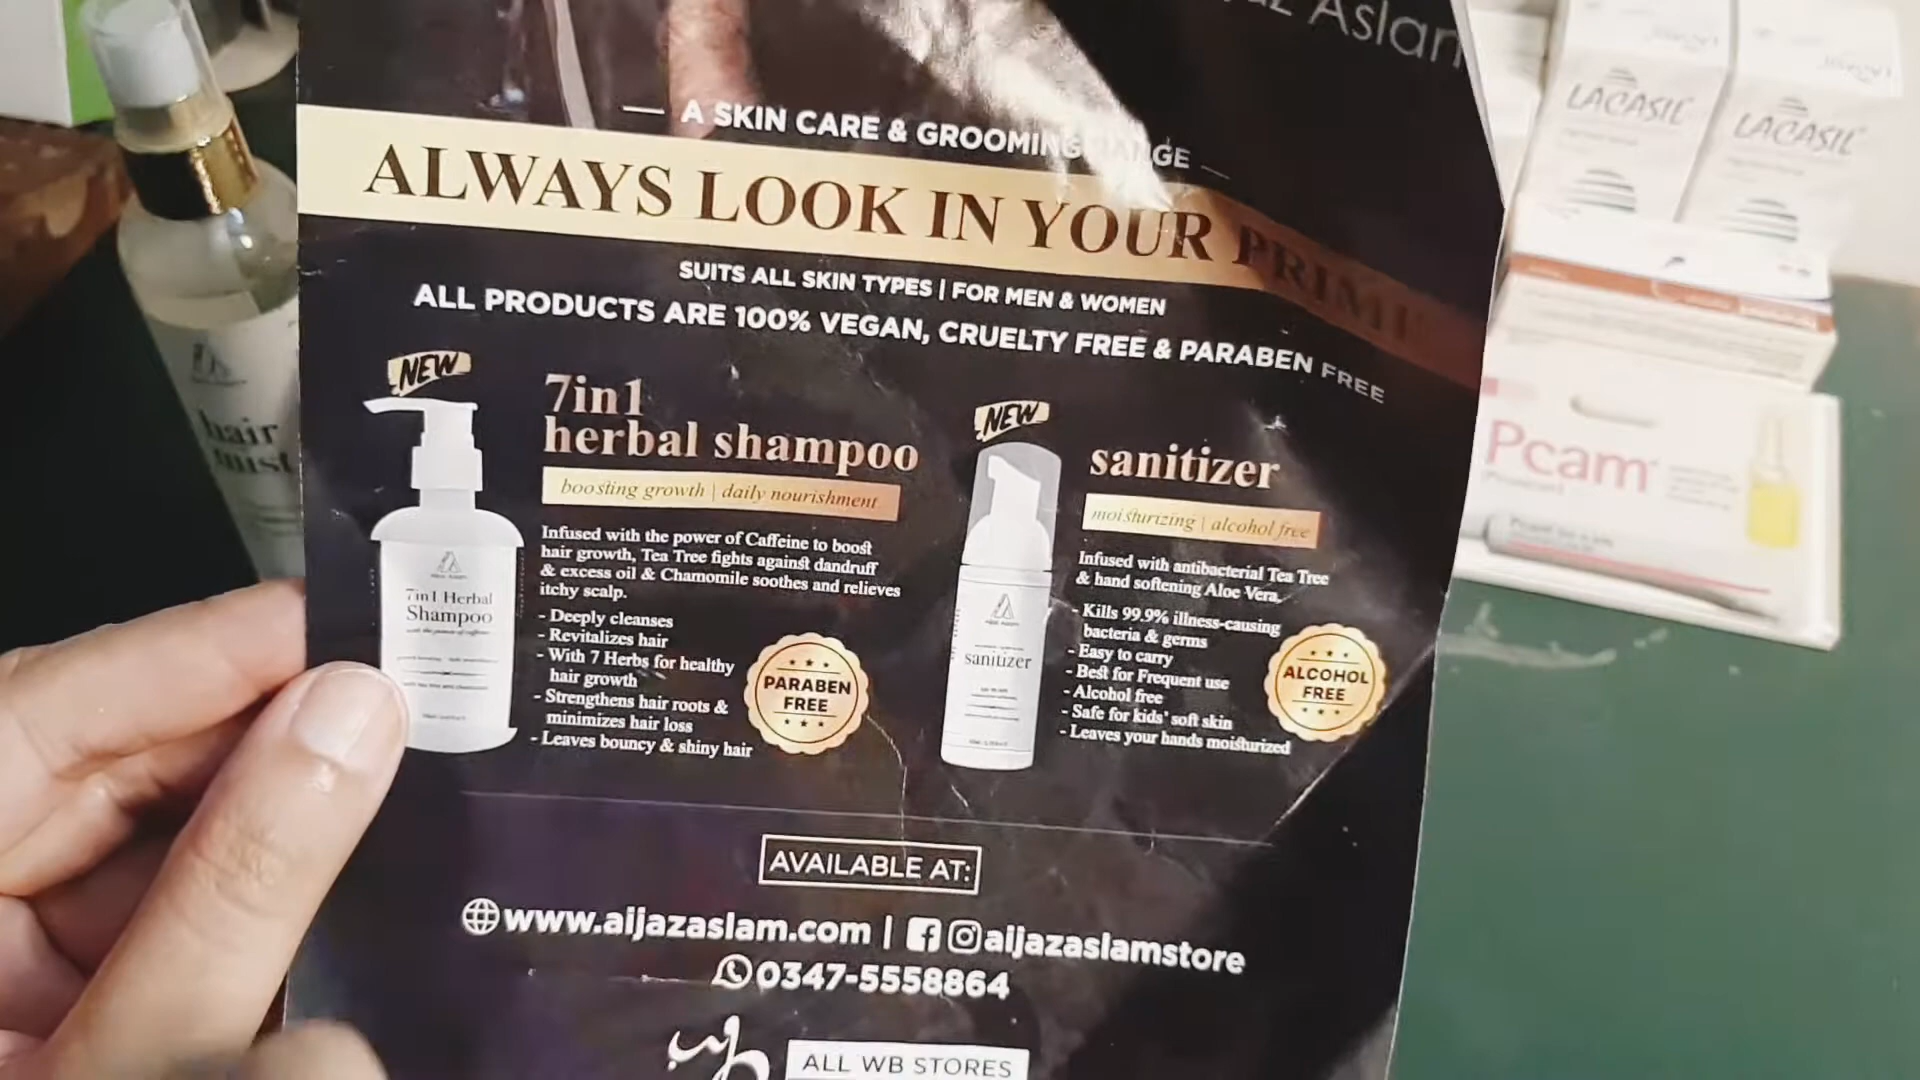 Aslam
A SKIN CARE & GROOMING RANGE
ALWAYS LOOK IN YOUR PRIME
SUITS ALL SKIN TYPES | FOR MEN & WOMEN
ALL PRODUCTS ARE 100% VEGAN, CRUELTY FREE & PARABEN FREE
NEW
7in1
herbal shampoo
boosting growth | daily nourishment
Infused with the power of Caffeine to boost
hair growth, Tea Tree fights against dandruff
& excess oil & Chamomile soothes and relieves
itchy scalp.
- Deeply cleanses
- Revitalizes hair
- With 7 Herbs for healthy
hair growth
- Strengthens hair roots &
minimizes hair loss
- Leaves bouncy & shiny hair
PARABEN
FREE
7in1 Herbal
Shampoo
NEW
sanitizer
moisturizing | alcohol free
Infused with antibacterial Tea Tree
& hand softening Aloe Vera.
- Kills 99.9% illness-causing
bacteria & germs
- Easy to carry
- Best for Frequent use
- Alcohol free
- Safe for kids' soft skin
- Leaves your hands moisturized
ALCOHOL
FREE
sanitizer
AVAILABLE AT:
www.aijazaslam.com | aijazaslamstore
0347-5558864
wb
ALL WB STORES
hair
mist
LACASIL
LACASIL
Pcam